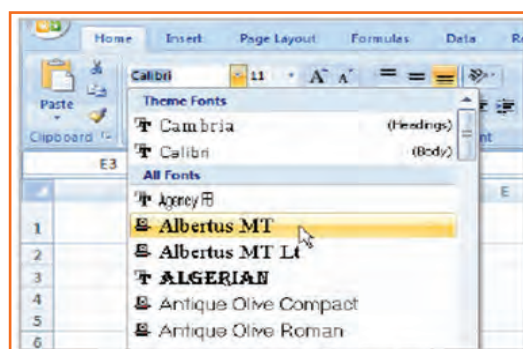 Home Insert Page Layout Formulas Data
Calibri 11 A A
Paste
Clipboard
Theme Fonts
Cambria (Headings)
Calibri (Body)
E3
All Fonts
E
Agency FB
1 Albertus MT
2 Albertus MT Lt
3 ALGERIAN
4 Antique Olive Compact
5 Antique Olive Roman
6